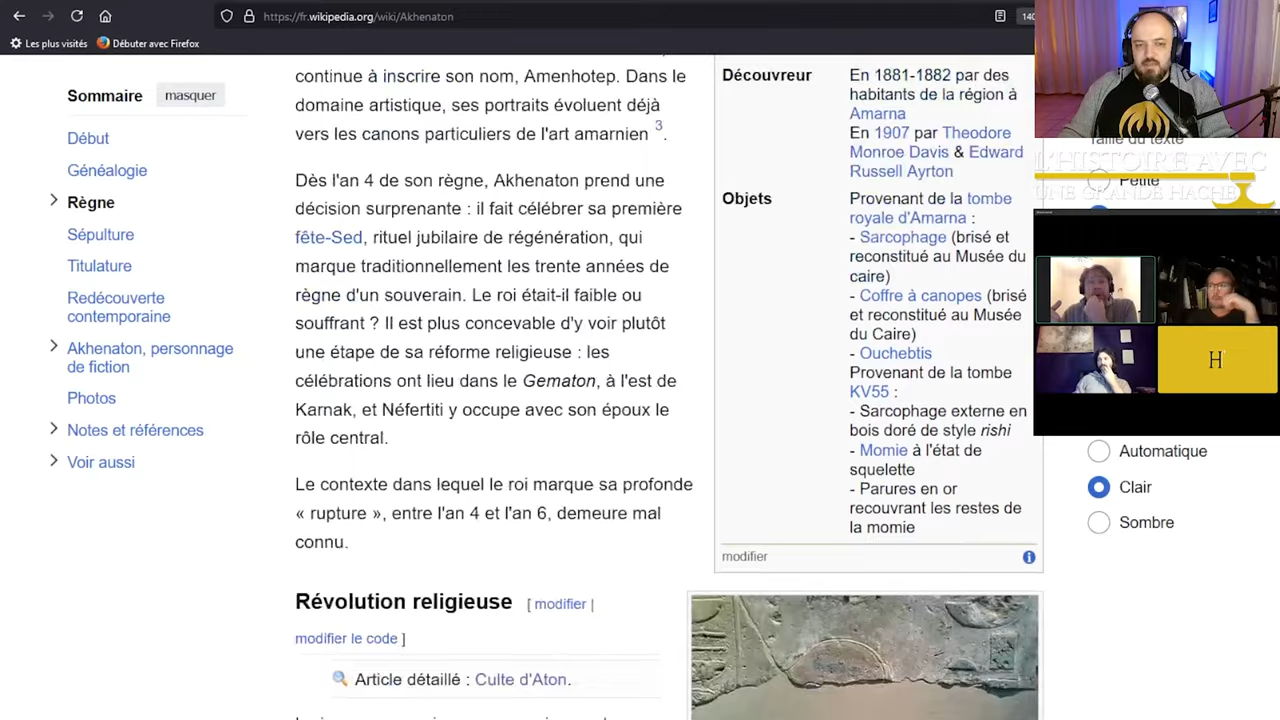 https://fr.wikipedia.org/wiki/Akhenaton
140
Les plus visités
Débuter avec Firefox
Sommaire
masquer
Début
Généalogie
Règne
Sépulture
Titulature
Redécouverte
contemporaine
Akhenaton, personnage
de fiction
Photos
Notes et références
Voir aussi
continue à inscrire son nom, Amenhotep. Dans le
domaine artistique, ses portraits évoluent déjà
vers les canons particuliers de l'art amarnien 3.
Dès l'an 4 de son règne, Akhenaton prend une
décision surprenante : il fait célébrer sa première
fête-Sed, rituel jubilaire de régénération, qui
marque traditionnellement les trente années de
règne d'un souverain. Le roi était-il faible ou
souffrant ? Il est plus concevable d'y voir plutôt
une étape de sa réforme religieuse : les
célébrations ont lieu dans le Gematon, à l'est de
Karnak, et Néfertiti y occupe avec son époux le
rôle central.
Le contexte dans lequel le roi marque sa profonde
« rupture », entre l'an 4 et l'an 6, demeure mal
connu.
Révolution religieuse [ modifier |
modifier le code ]
Article détaillé : Culte d'Aton.
Découvreur
En 1881-1882 par des
habitants de la région à
Amarna
En 1907 par Theodore
Monroe Davis & Edward
Russell Ayrton
Objets
Provenant de la tombe
royale d'Amarna :
- Sarcophage (brisé et
reconstitué au Musée du
caire)
- Coffre à canopes (brisé
et reconstitué au Musée
du Caire)
- Ouchebtis
Provenant de la tombe
KV55 :
- Sarcophage externe en
bois doré de style rishi
- Momie à l'état de
squelette
- Parures en or
recouvrant les restes de
la momie
modifier
Taille du texte
L'HISTOIRE AVEC
UNE GRANDE HACHE
Petite
H
Automatique
Clair
Sombre